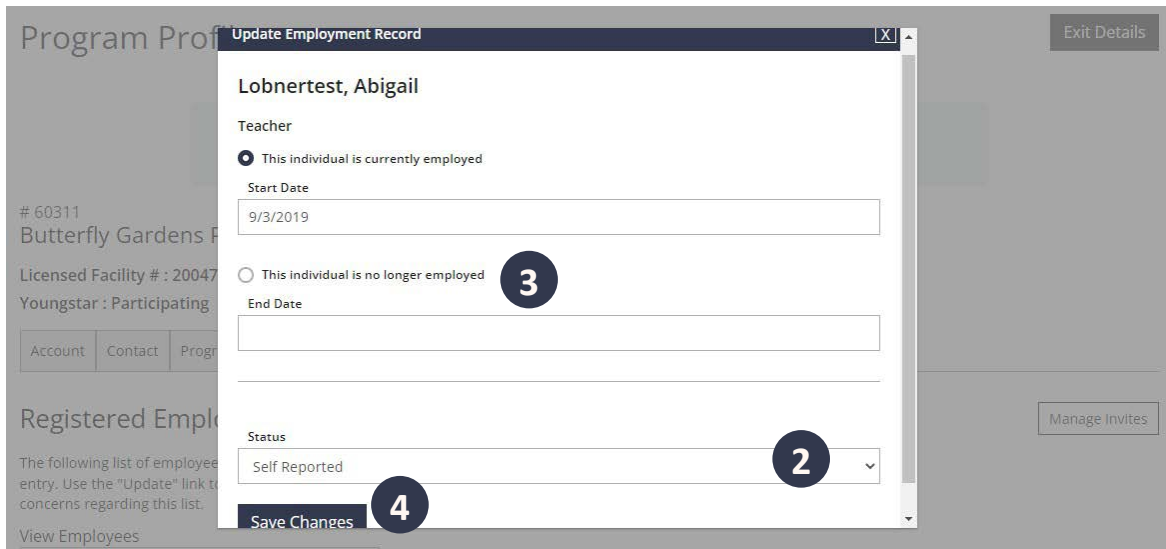 Program Prof
Exit Details
Update Employment Record
X
Lobnertest, Abigail
Teacher
This individual is currently employed
Start Date
9/3/2019
# 60311
Butterfly Gardens
Licensed Facility # : 20047
Youngstar : Participating
This individual is no longer employed
3
End Date
Account
Contact
Progr
Registered Emplo
Manage Invites
The following list of employee
entry. Use the "Update" link to
concerns regarding this list.
View Employees
Status
Self Reported
2
Save Changes
4